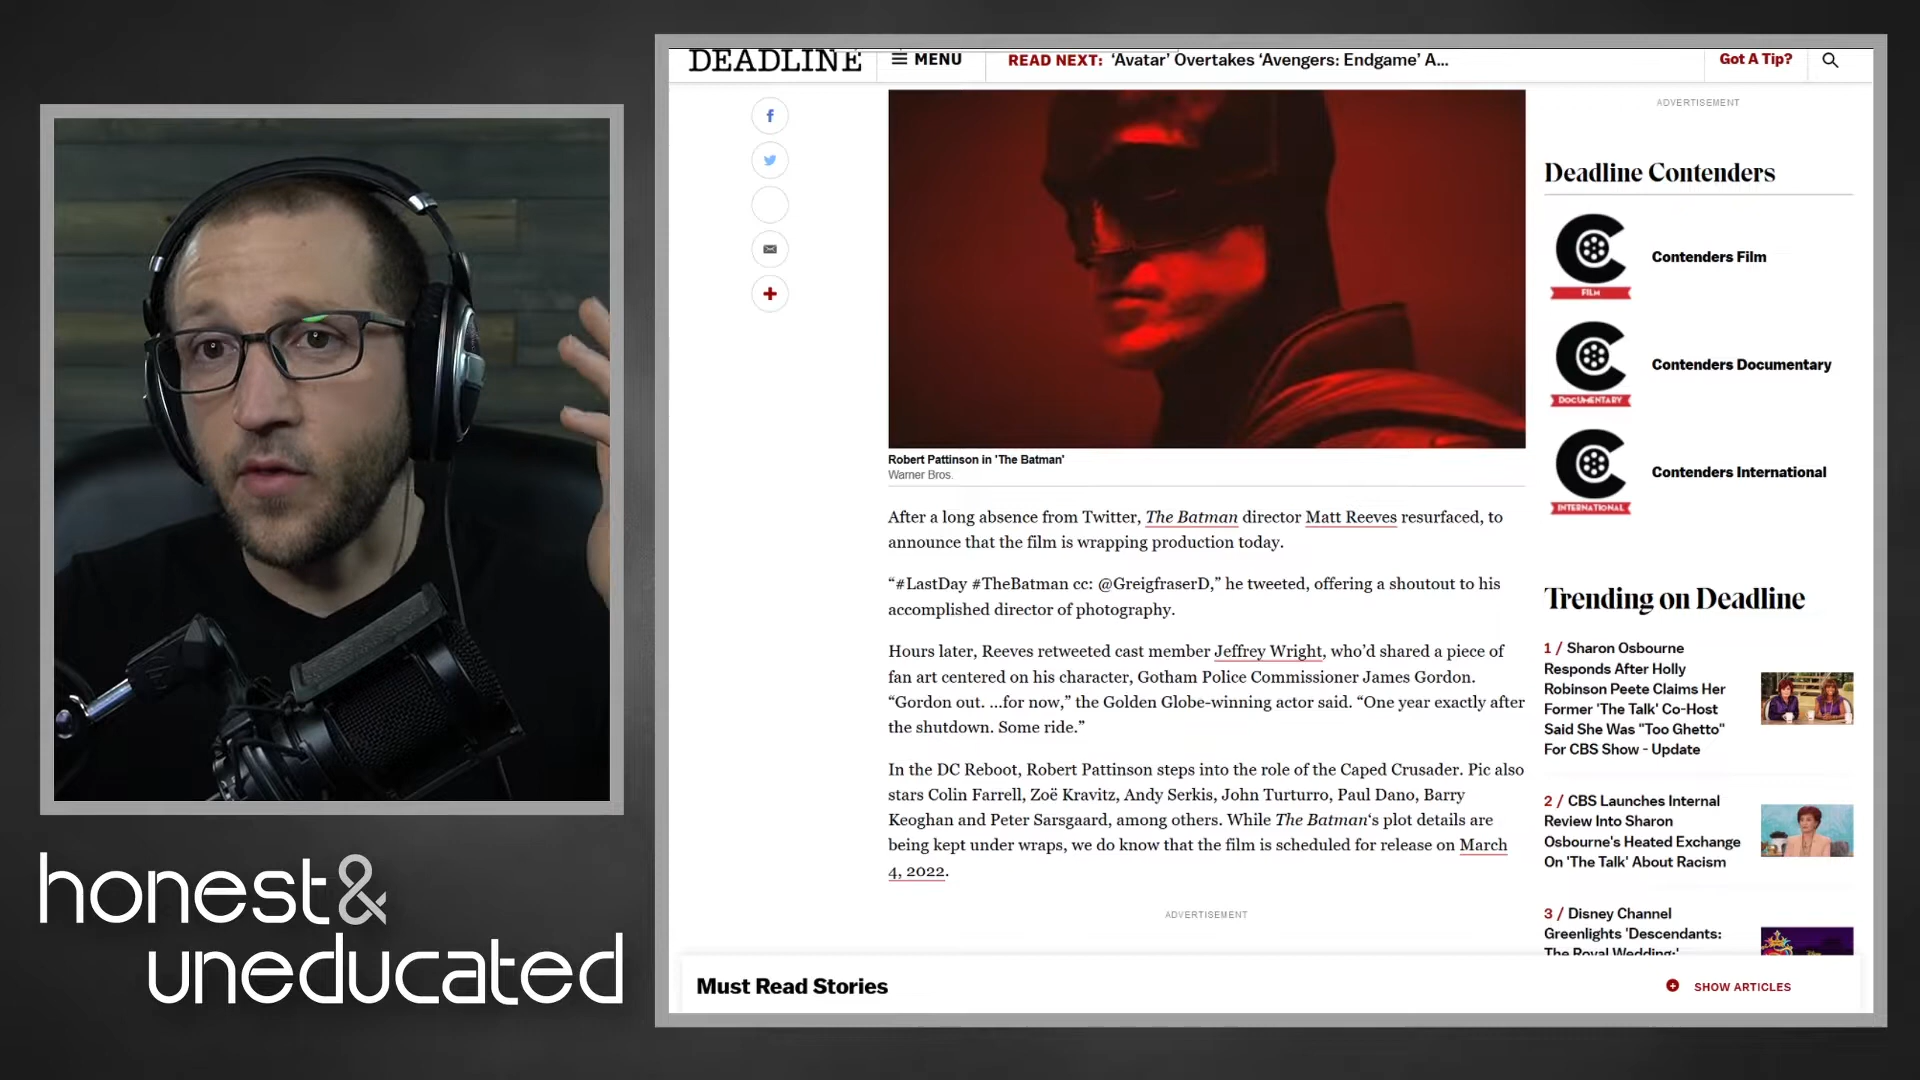 DEADLINE
MENU
READ NEXT: ‘Avatar’ Overtakes ‘Avengers: Endgame’ A...
Got A Tip?
ADVERTISEMENT
Robert Pattinson in 'The Batman'
Warner Bros.
After a long absence from Twitter, The Batman director Matt Reeves resurfaced, to
announce that the film is wrapping production today.
“#LastDay #TheBatman cc: @GreigfraserD,” he tweeted, offering a shoutout to his
accomplished director of photography.
Hours later, Reeves retweeted cast member Jeffrey Wright, who’d shared a piece of
fan art centered on his character, Gotham Police Commissioner James Gordon.
“Gordon out. …for now,” the Golden Globe-winning actor said. “One year exactly after
the shutdown. Some ride.”
In the DC Reboot, Robert Pattinson steps into the role of the Caped Crusader. Pic also
stars Colin Farrell, Zoë Kravitz, Andy Serkis, John Turturro, Paul Dano, Barry
Keoghan and Peter Sarsgaard, among others. While The Batman‘s plot details are
being kept under wraps, we do know that the film is scheduled for release on March
4, 2022.
ADVERTISEMENT
Deadline Contenders
FILM
Contenders Film
DOCUMENTARY
Contenders Documentary
INTERNATIONAL
Contenders International
Trending on Deadline
1 / Sharon Osbourne
Responds After Holly
Robinson Peete Claims Her
Former 'The Talk' Co-Host
Said She Was "Too Ghetto"
For CBS Show - Update
2 / CBS Launches Internal
Review Into Sharon
Osbourne's Heated Exchange
On 'The Talk' About Racism
3 / Disney Channel
Greenlights 'Descendants:
The Royal Wedding;'
Must Read Stories
SHOW ARTICLES
honest&
uneducated